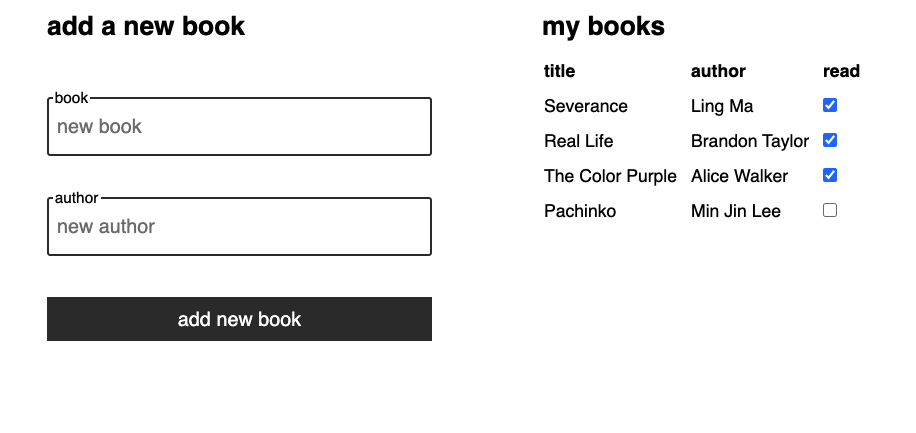 add a new book
book
new book
author
new author
add new book
my books
title author read
Severance Ling Ma
Real Life Brandon Taylor
The Color Purple Alice Walker
Pachinko Min Jin Lee